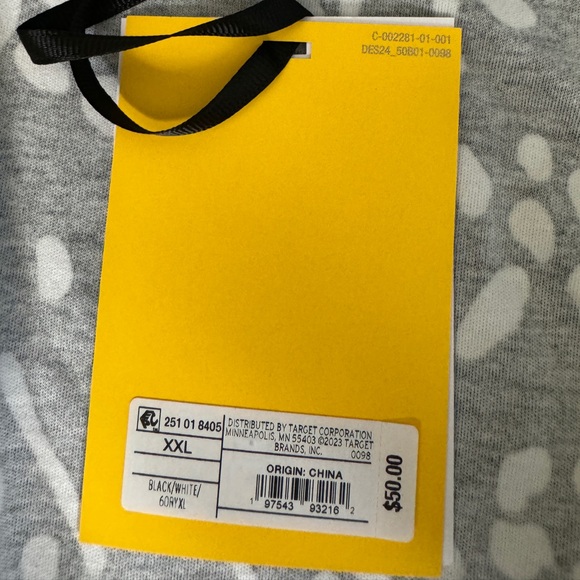 C-002281-01-001
DES24_50B01-0098
251 01 8405
XXL
BLACK/WHITE/
60RYXL
DISTRIBUTED BY TARGET CORPORATION
MINNEAPOLIS, MN 55403 ©2023 TARGET
BRANDS, INC. 0098
ORIGIN: CHINA
1 97543 93216 2
$50.00